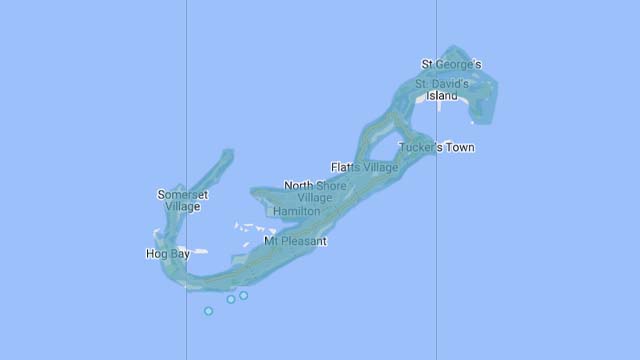 St George's
St. David's
Island
Tucker's Town
Flatts Village
North Shore
Village
Hamilton
Somerset
Village
Mt Pleasant
Hog Bay